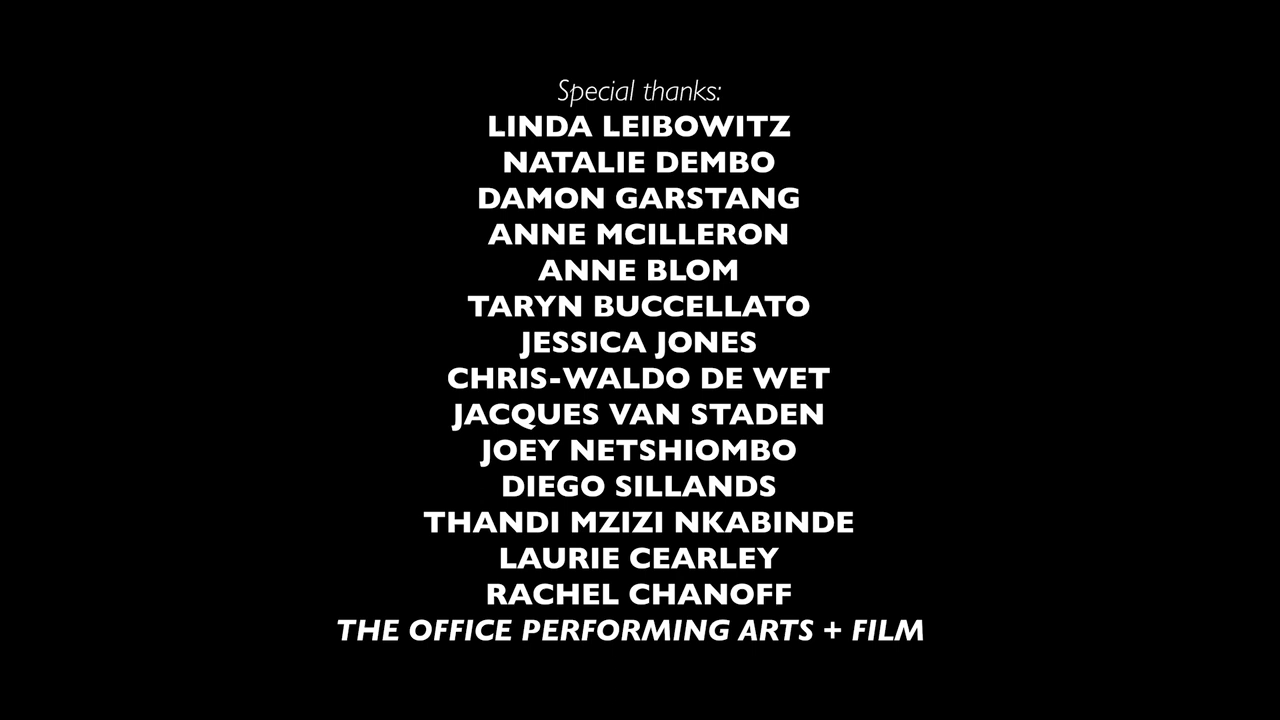 Special thanks:
LINDA LEIBOWITZ
NATALIE DEMBO
DAMON GARSTANG
ANNE MCILLERON
ANNE BLOM
TARYN BUCCELLATO
JESSICA JONES
CHRIS-WALDO DE WET
JACQUES VAN STADEN
JOEY NETSHIOMBO
DIEGO SILLANDS
THANDI MZIZI NKABINDE
LAURIE CEARLEY
RACHEL CHANOFF
THE OFFICE PERFORMING ARTS + FILM